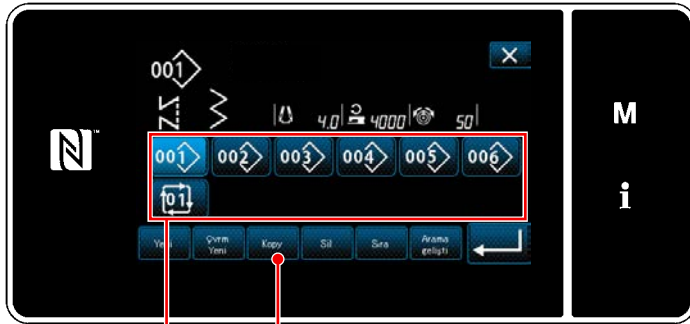 001
4.0 4000 50
M
001 002 003 004 005 006
i
01
Yeni Çvrm Yeni Kopy Sil Sıra Arama gelişti